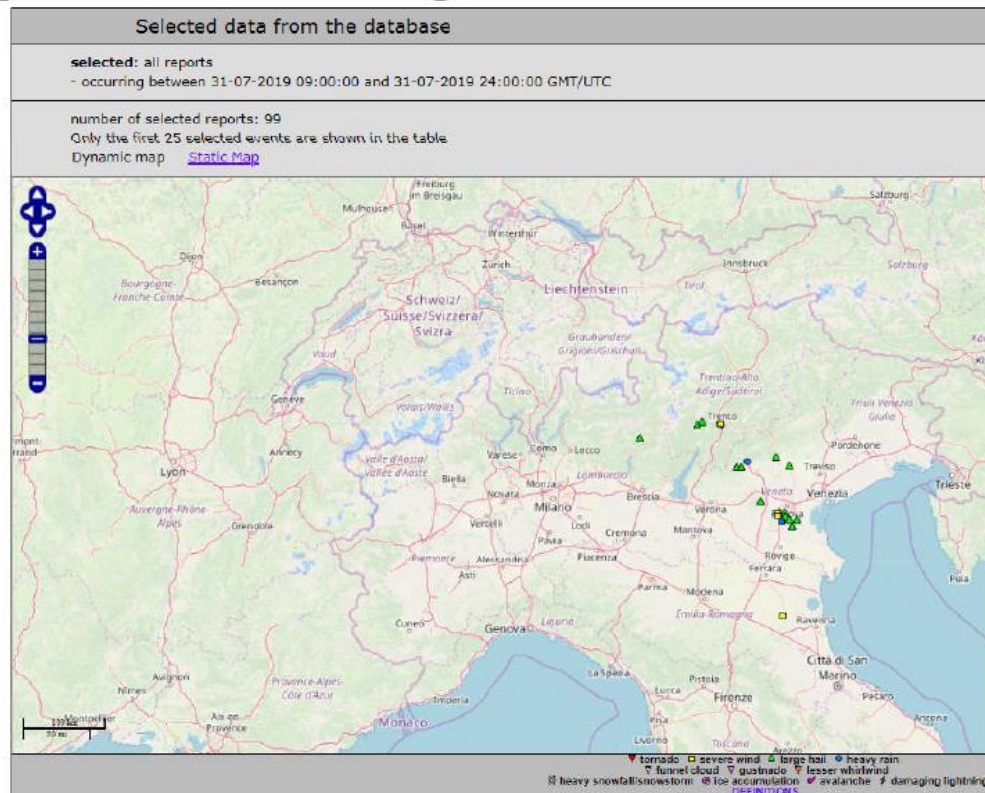 Selected data from the database
selected: all reports
- occurring between 31-07-2019 09:00:00 and 31-07-2019 24:00:00 GMT/UTC
number of selected reports: 99
Only the first 25 selected events are shown in the table
Dynamic map Static Map
Freiburg
im Breisgau
Mulhouse
Basel
Salzburg
Winterthur
Dijon
Zürich
Innsbruck
Salzburg
Bourgogne-
Franche-Comté
Besançon
Liechtenstein
Tirol
Schweiz/
Suisse/Svizzera/
Svizra
Graubünden/
Grigioni/Grischun
Vaud
Trentino-Alto
Adige/Südtirol
Genève
Valais/Wallis
Ticino
Trento
Friuli Venezia
Giulia
Lyon
Annecy
Valle d'Aosta/
Vallée d'Aoste
Varese
Como
Lecco
Pordenone
Biella
Monza
Lombardia
Treviso
Trieste
Novara
Milano
Brescia
Verona
Veneto
Venezia
Auvergne-Rhône-
Alpes
Grenoble
Vercelli
Lodi
Cremona
Mantova
Pavia
Piacenza
Rovigo
Piemonte
Alessandria
Ferrara
Asti
Parma
Modena
Pula
Cuneo
Genova
Liguria
Emilia-Romagna
Ravenna
Avignon
Provence-Alpes-
Côte d'Azur
La Spezia
Città di San
Marino
Nîmes
Imperia
Lucca
Pistoia
Firenze
Pesaro
Montpellier
Aix-en-
Provence
Monaco
Pisa
Ancona
Livorno
Toscana
Arezzo
tornado severe wind large hail heavy rain
funnel cloud gustnado lesser whirlwind
heavy snowfall/snowstorm ice accumulation avalanche damaging lightning
DEFINITIONS